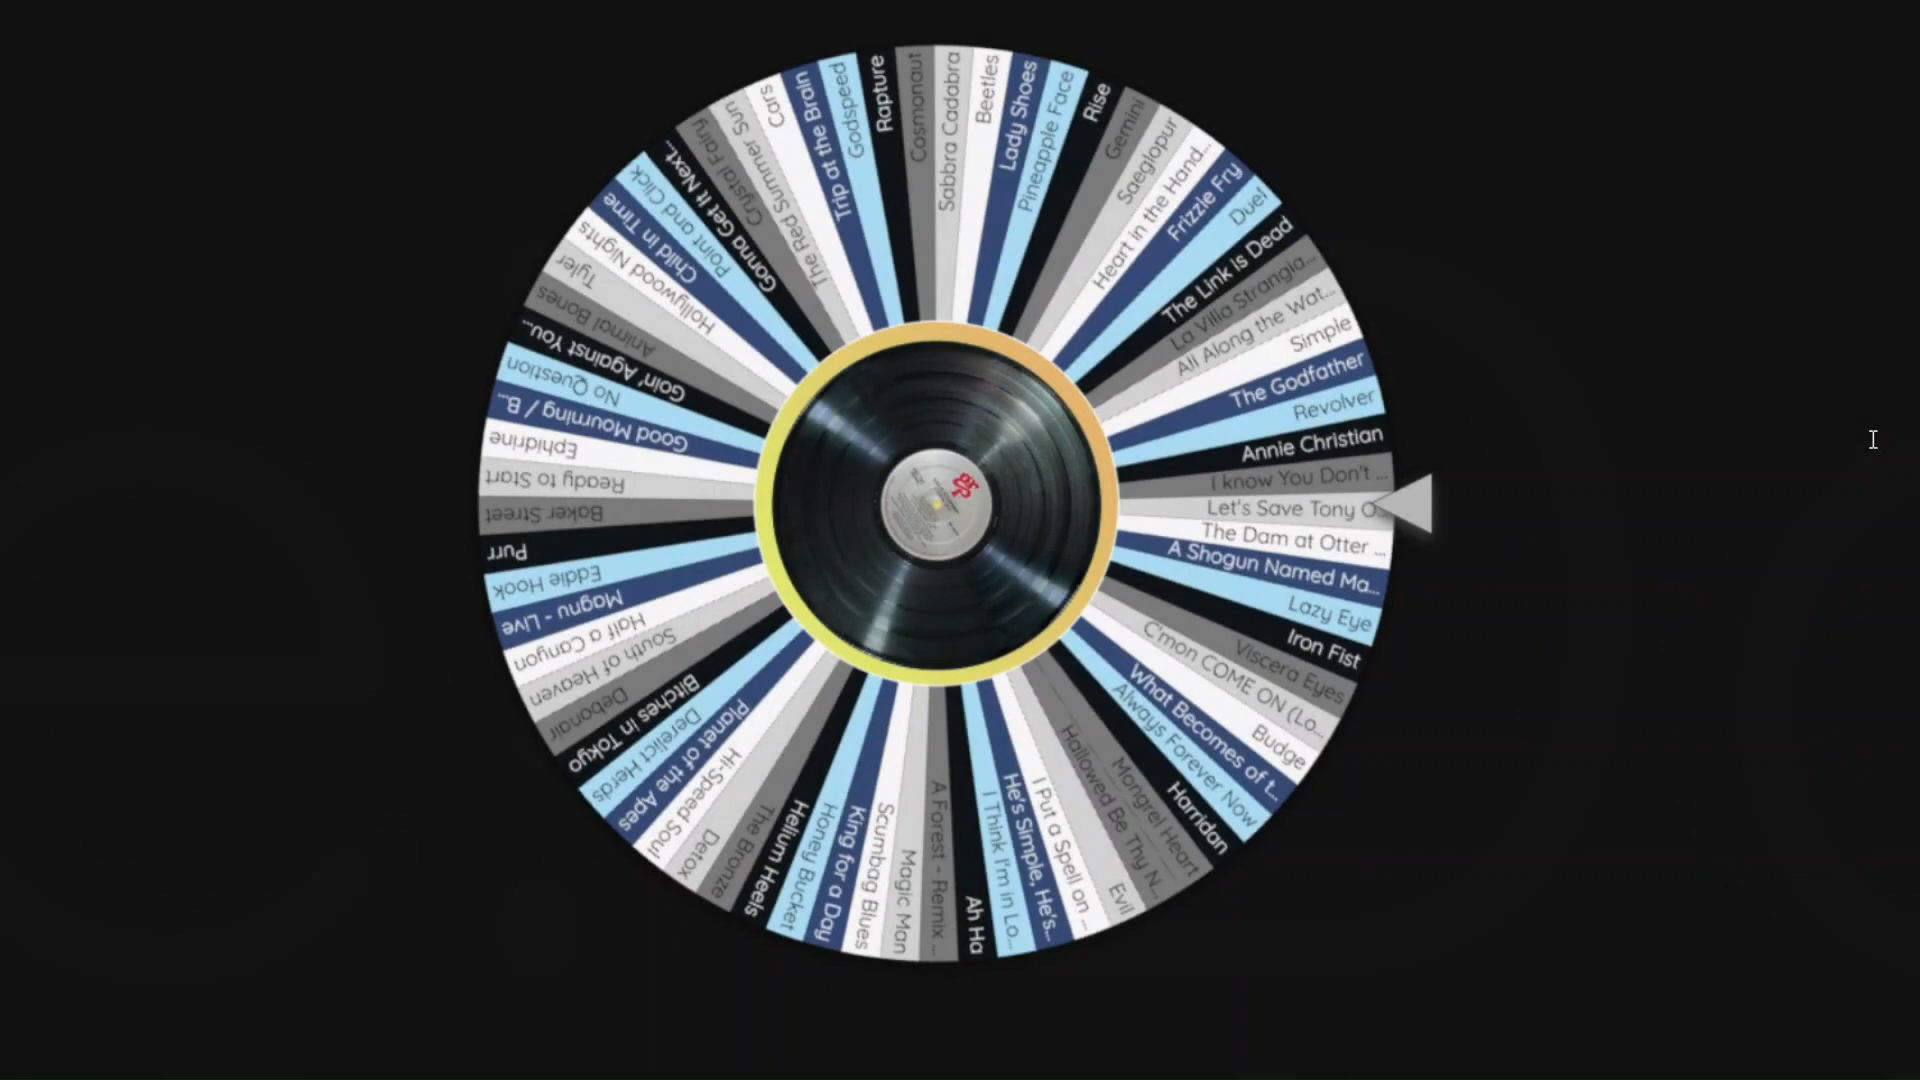 Cosmonaut
Sabbra Cadabra
Beetles
Lady Shoes
Pineapple Face
Rise
Gemini
Saeglopur
Heart in the Hand...
Frizzle Fry
Duel
The Link is Dead
La Villa Strangia...
All Along the Wat...
Simple
The Godfather
Revolver
Annie Christian
I know You Don't ...
Let's Save Tony O...
The Dam at Otter ...
A Shogun Named Ma...
Lazy Eye
Iron Fist
Viscera Eyes
C'mon COME ON (Lo...
Budge
What Becomes of t...
Always Forever Now
Harridan
Mongrel Heart
Hallowed Be Thy N...
Evil
I Put a Spell on ...
He's Simple, He's...
I Think I'm in Lo...
Ah Ha
A Forest - Remix ...
Magic Man
Scumbag Blues
King for a Day
Honey Bucket
Helium Heels
The Bronze
Detox
Hi-Speed Soul
Planet of the Apes
Derelict Herds
Bitches in Tokyo
Debonair
South of Heaven
Half a Canyon
Magnu - Live
Eddie Hook
Purr
Baker Street
Ready to Start
Ephidrine
Good Mourning / B...
No Question
Goin' Against You...
Animal Bones
Tyler
Hollywood Nights
Child in Time
Point and Click
Gonna Get It Next...
Crystal Fairy
The Red Summer Sun
Cars
Trip at the Brain
Godspeed
Rapture
grp